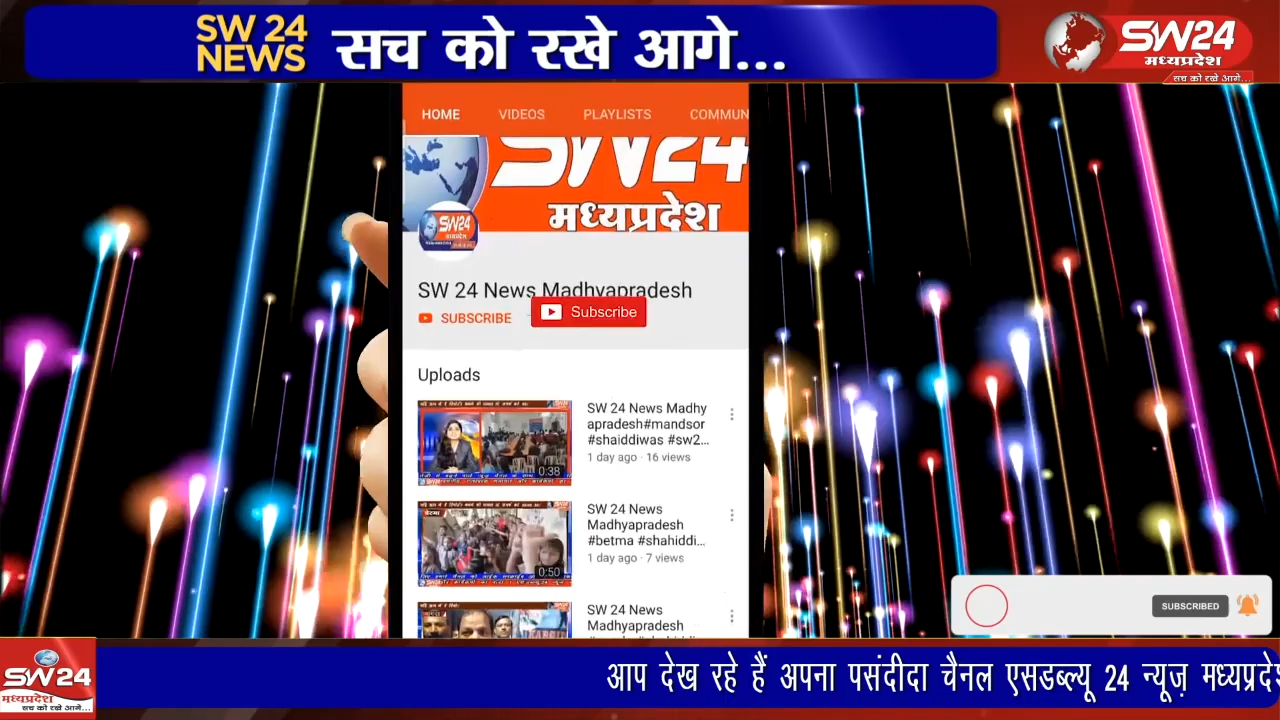 SW 24
NEWS
सच को रखे आगे...
SW24
मध्यप्रदेश
सच को रखे आगे...
HOME VIDEOS PLAYLISTS COMMUN
SW24
मध्यप्रदेश
SW24
SW 24 News Madhyapradesh
SUBSCRIBE
Subscribe
Uploads
SW 24 News Madhy
apradesh#mandsor
#shaiddiwas #sw2...
1 day ago · 16 views
0:38
SW 24 News
Madhyapradesh
#betma #shahiddi...
1 day ago · 7 views
0:50
SW 24 News
Madhyapradesh
SUBSCRIBED
SW24
मध्यप्रदेश
सच को रखे आगे...
आप देख रहे हैं अपना पसंदीदा चैनल एसडब्ल्यू 24 न्यूज़ मध्यप्रदेश